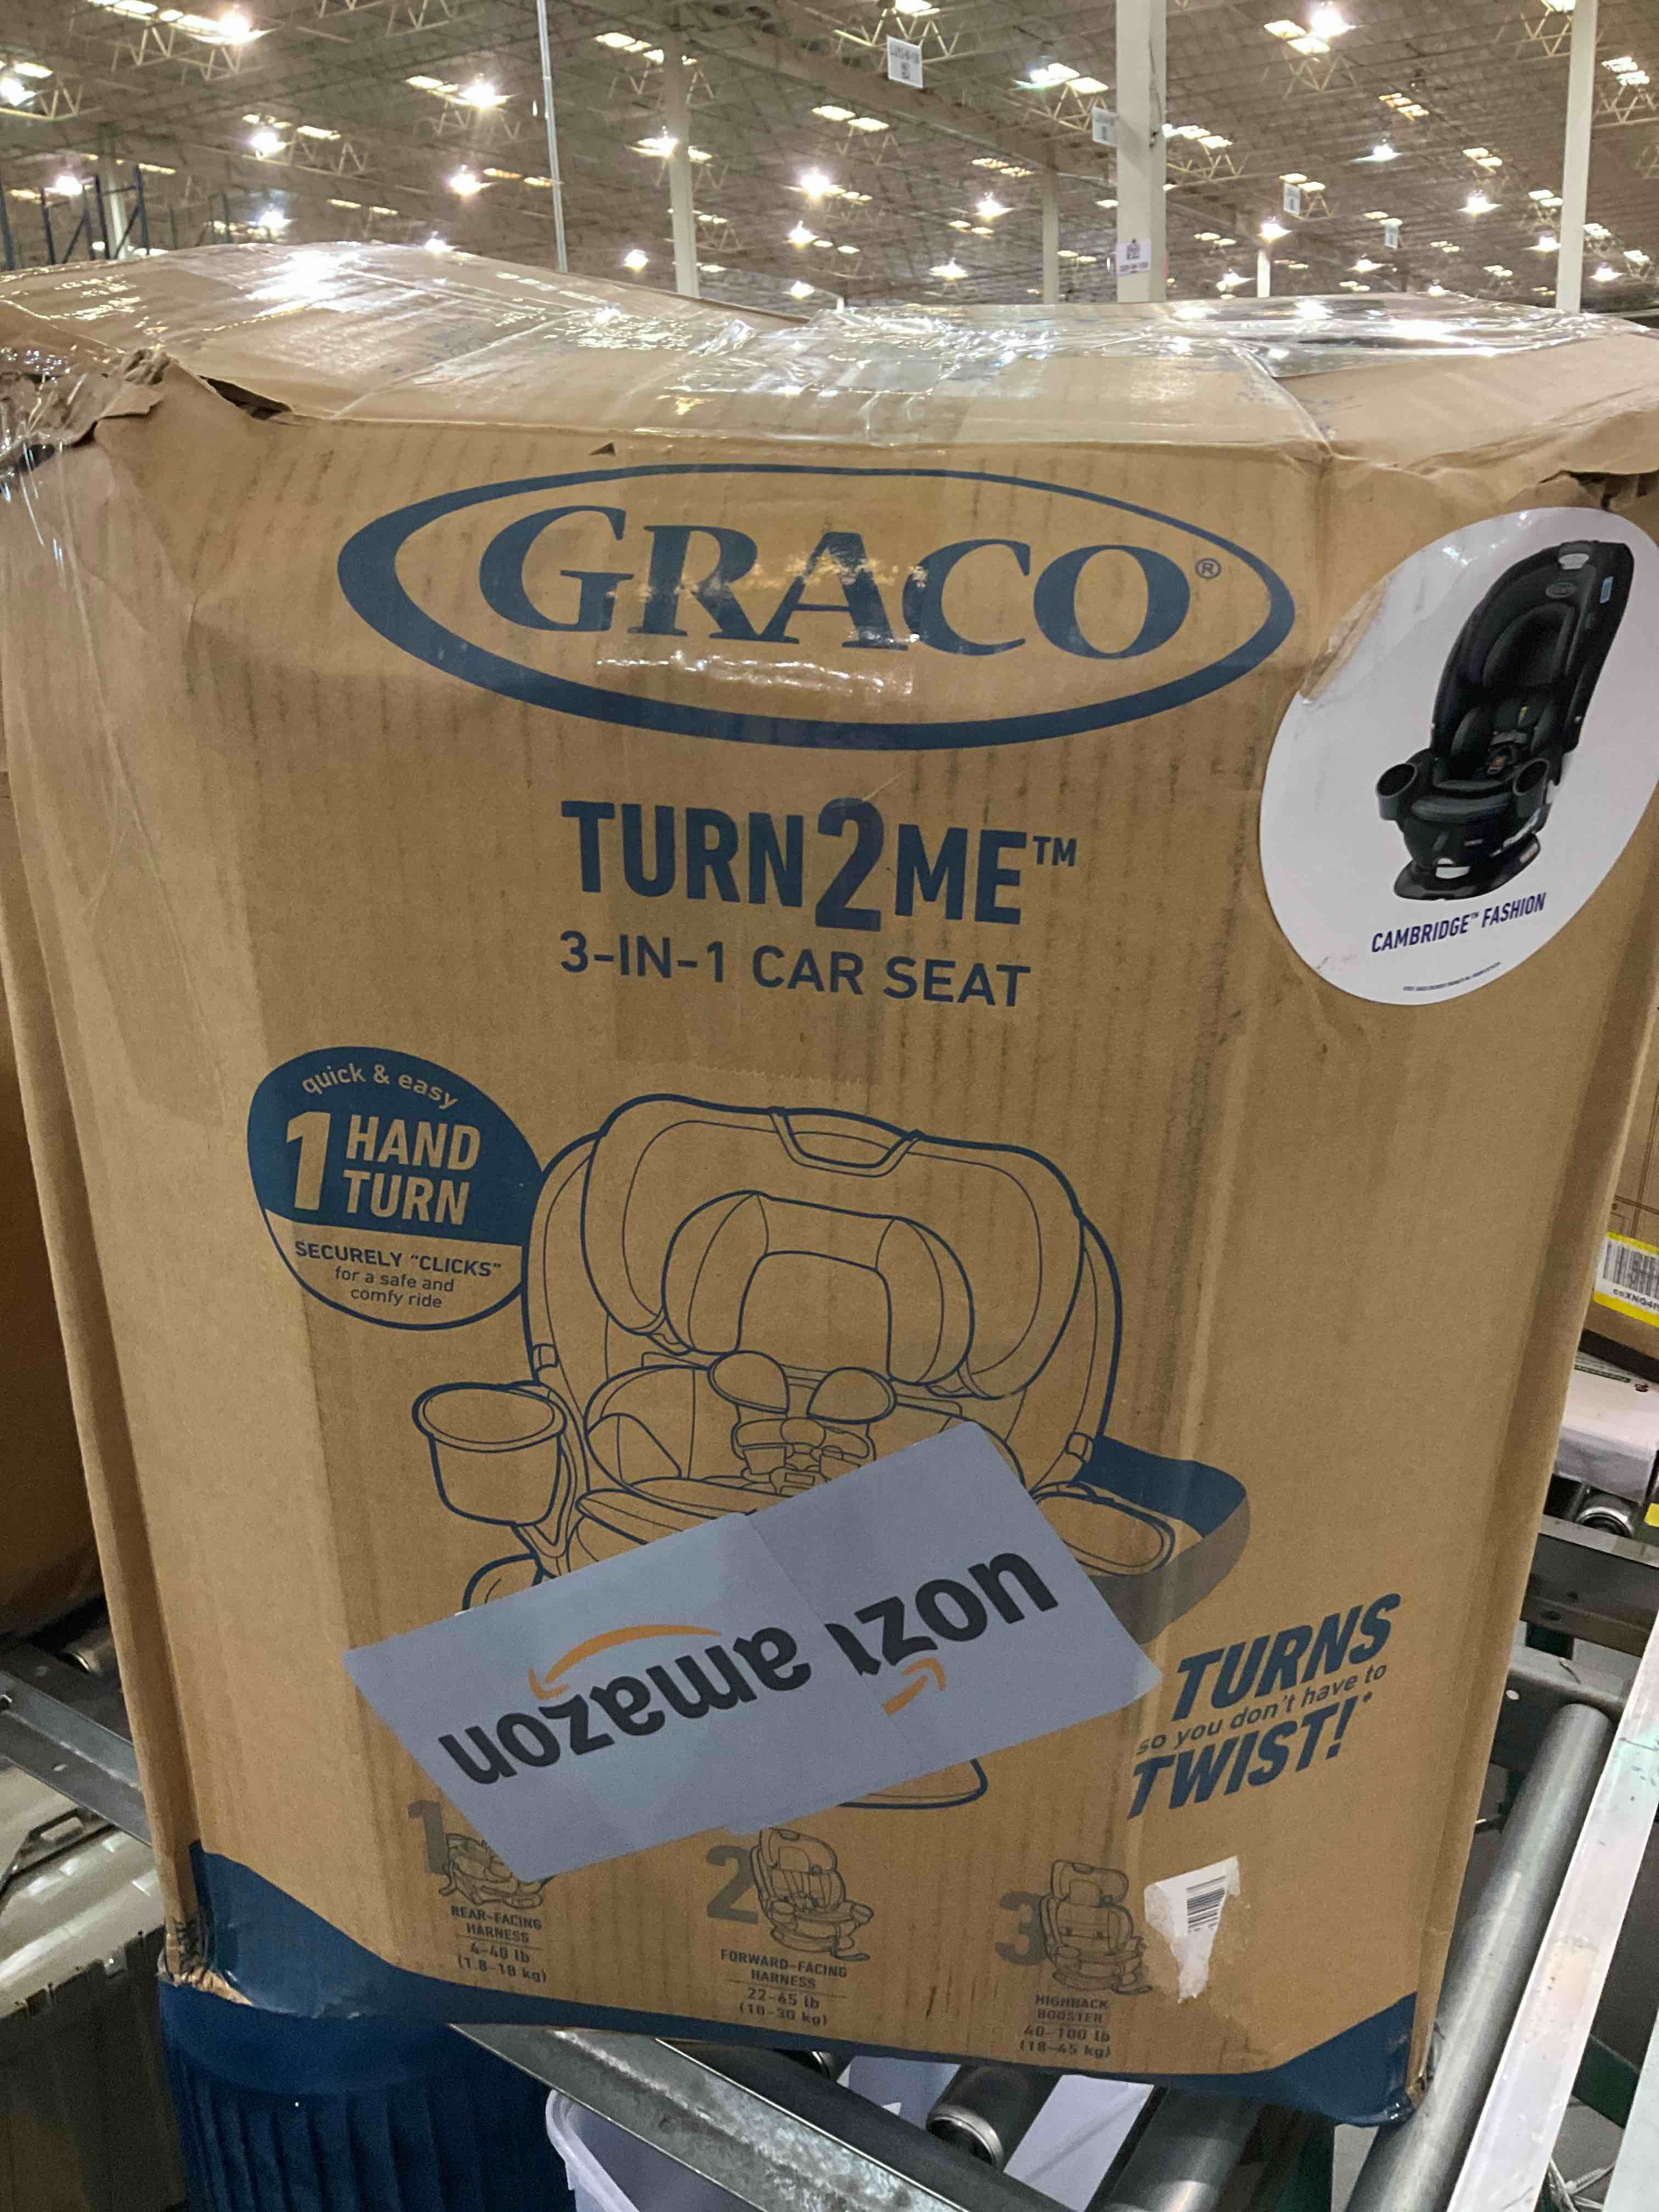 GRACO®
TURN2ME™
3-IN-1 CAR SEAT
CAMBRIDGE™ FASHION
quick & easy
1 HAND
TURN
SECURELY "CLICKS"
for a safe and
comfy ride
amazon
amazon
TURNS
so you don't have to
TWIST!*
1
REAR-FACING
HARNESS
4-40 lb
(1.8-18 kg)
2
FORWARD-FACING
HARNESS
22-65 lb
(10-30 kg)
3
HIGHBACK
BOOSTER
40-100 lb
(18-45 kg)